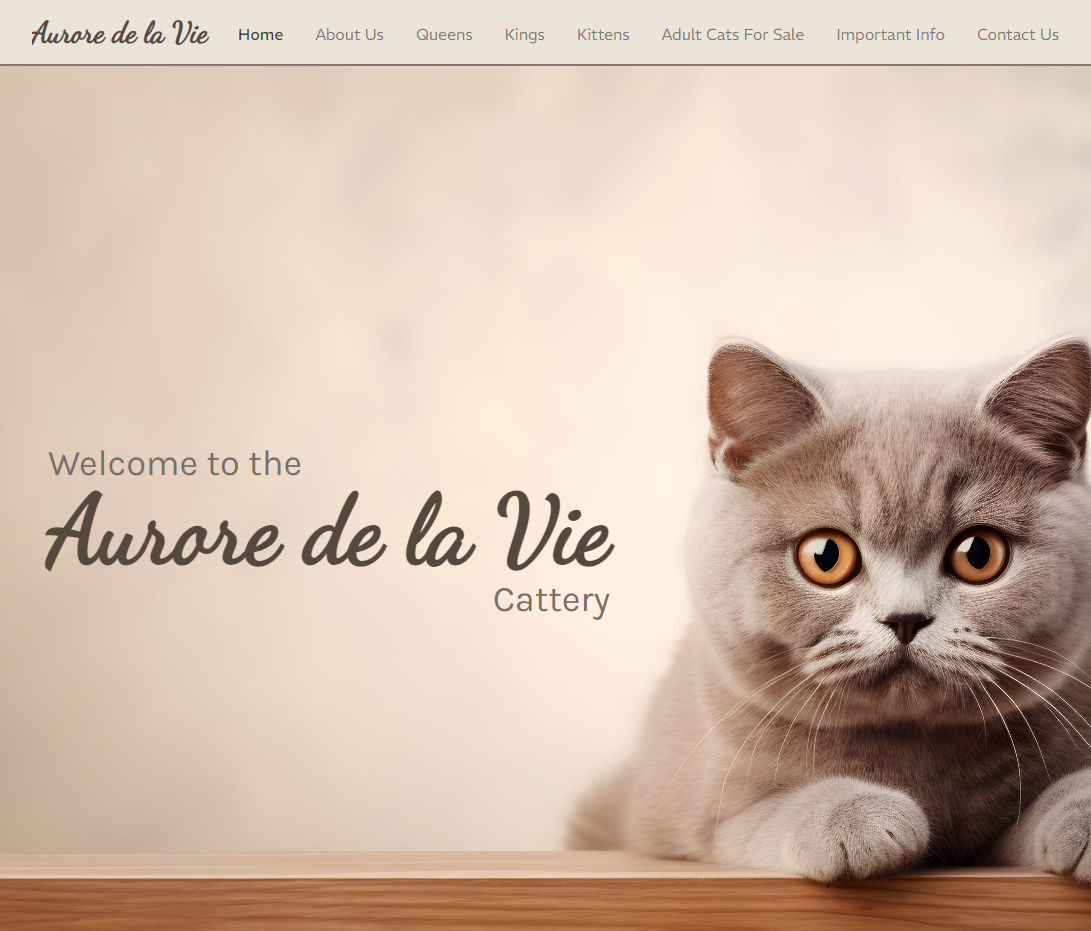 Aurore de la Vie Home About Us Queens Kings Kittens Adult Cats For Sale Important Info Contact Us
Welcome to the
Aurore de la Vie
Cattery